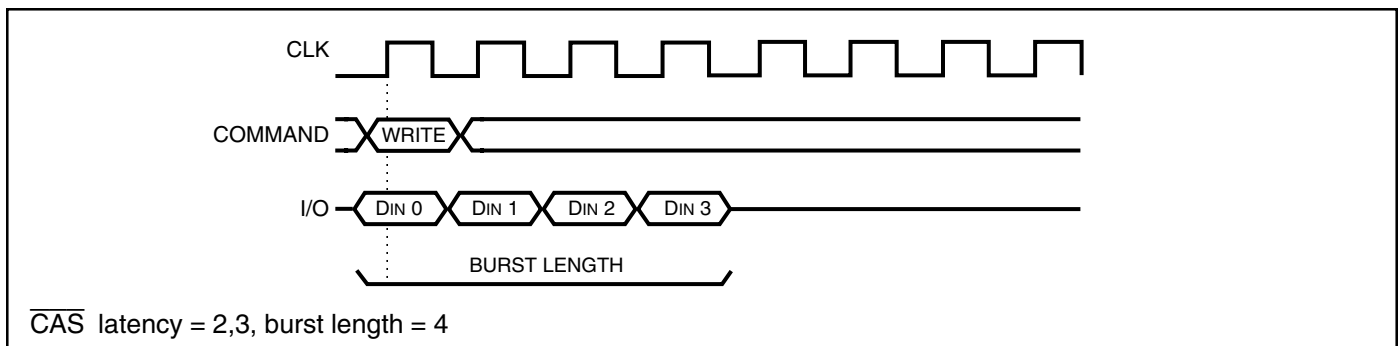 CLK
COMMAND WRITE
I/O DIN 0 DIN 1 DIN 2 DIN 3
BURST LENGTH
CAS latency = 2,3, burst length = 4